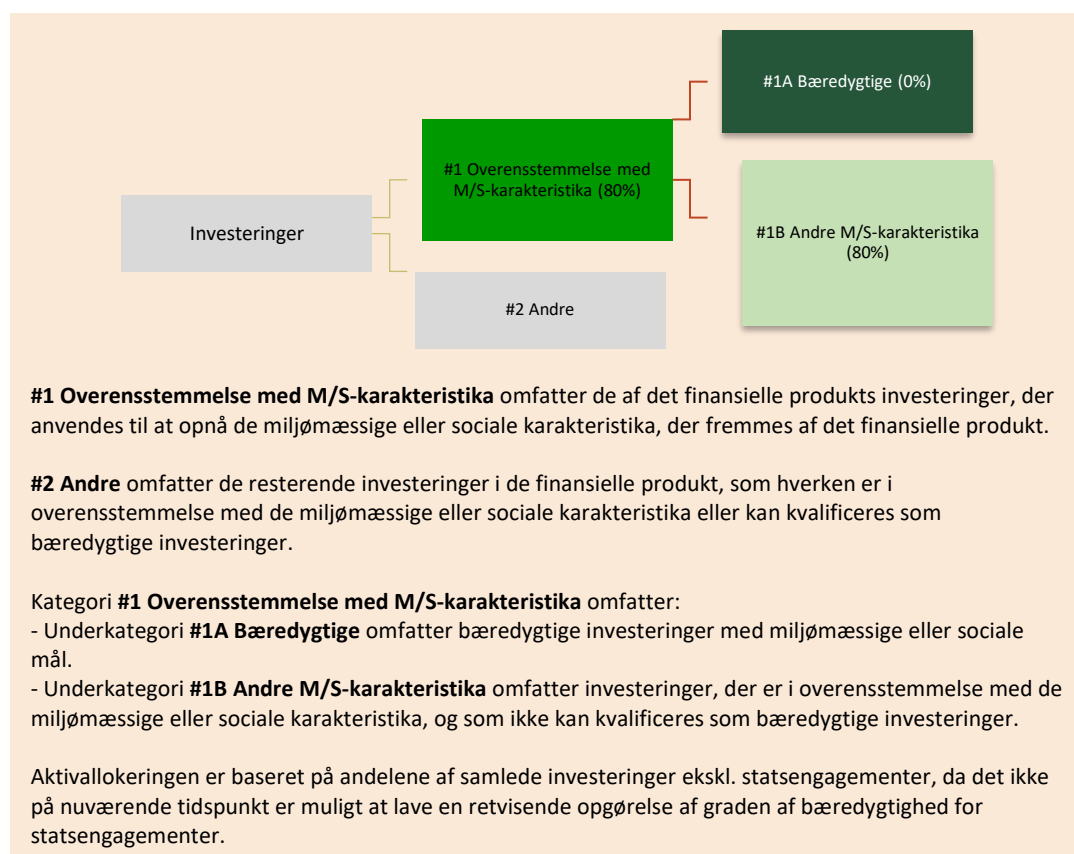 #1A Bæredygtige (0%)
#1 Overensstemmelse med
M/S-karakteristika (80%)
Investeringer
#1B Andre M/S-karakteristika
(80%)
#2 Andre
#1 Overensstemmelse med M/S-karakteristika omfatter de af det finansielle produkts investeringer, der
anvendes til at opnå de miljømæssige eller sociale karakteristika, der fremmes af det finansielle produkt.
#2 Andre omfatter de resterende investeringer i de finansielle produkt, som hverken er i
overensstemmelse med de miljømæssige eller sociale karakteristika eller kan kvalificeres som
bæredygtige investeringer.
Kategori #1 Overensstemmelse med M/S-karakteristika omfatter:
- Underkategori #1A Bæredygtige omfatter bæredygtige investeringer med miljømæssige eller sociale
mål.
- Underkategori #1B Andre M/S-karakteristika omfatter investeringer, der er i overensstemmelse med de
miljømæssige eller sociale karakteristika, og som ikke kan kvalificeres som bæredygtige investeringer.
Aktivallokeringen er baseret på andelene af samlede investeringer ekskl. statsengagementer, da det ikke
på nuværende tidspunkt er muligt at lave en retvisende opgørelse af graden af bæredygtighed for
statsengagementer.